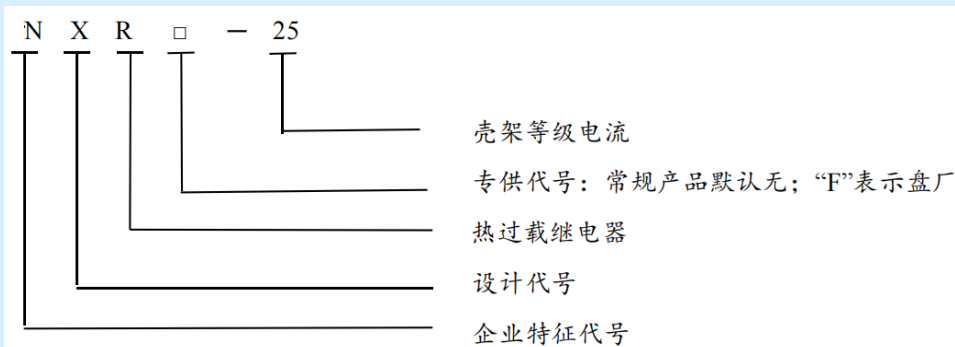 N X R □ — 25
壳架等级电流
专供代号：常规产品默认无；“F”表示盘厂
热过载继电器
设计代号
企业特征代号